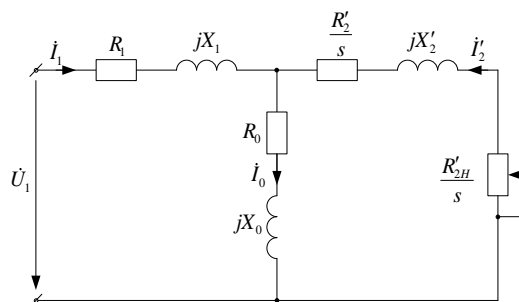 İ₁
R₁
jX₁
R′₂/s
jX′₂
İ′₂
R₀
İ₀
U̇₁
jX₀
R′₂H/s